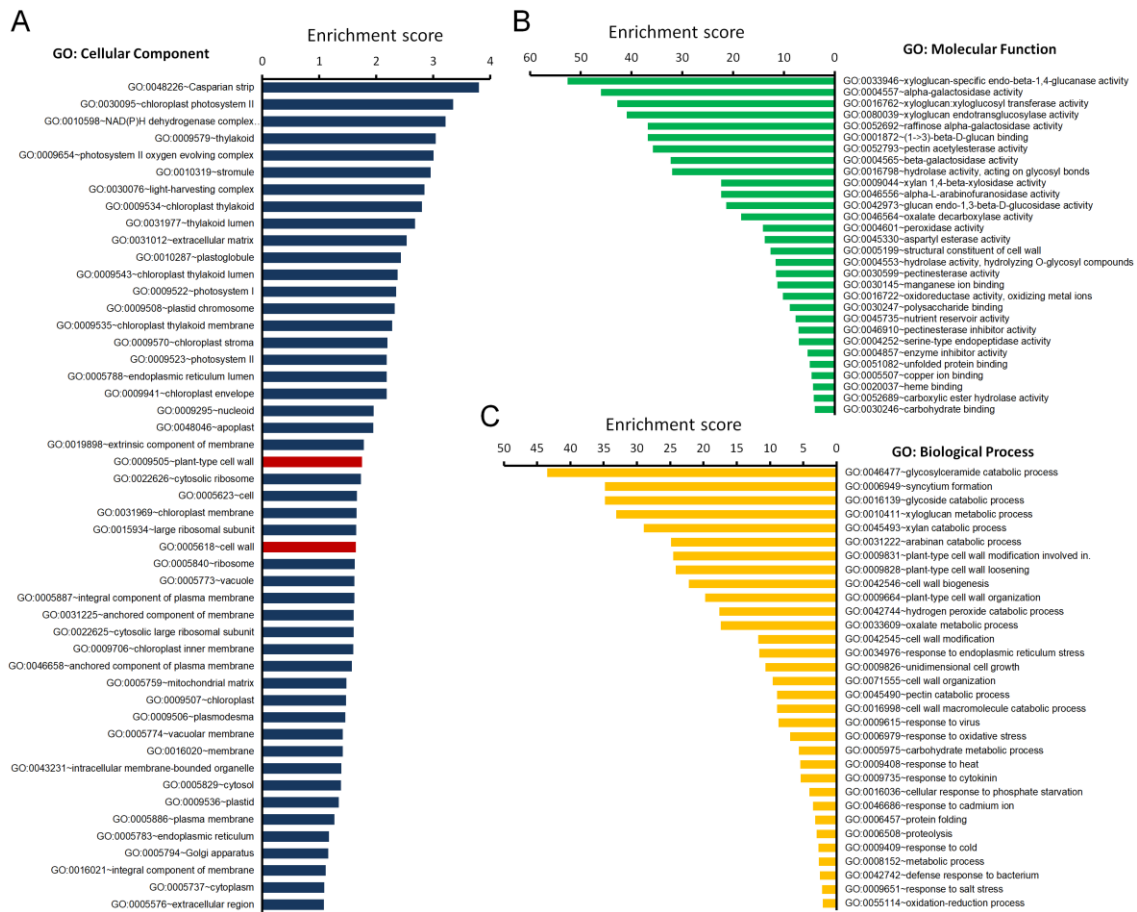 A
Enrichment score
GO: Cellular Component
0 1 2 3 4
GO:0048226~Casparian strip
GO:0030095~chloroplast photosystem II
GO:0010598~NAD(P)H dehydrogenase complex..
GO:0009579~thylakoid
GO:0009654~photosystem II oxygen evolving complex
GO:0010319~stromule
GO:0030076~light-harvesting complex
GO:0009534~chloroplast thylakoid
GO:0031977~thylakoid lumen
GO:0031012~extracellular matrix
GO:0010287~plastoglobule
GO:0009543~chloroplast thylakoid lumen
GO:0009522~photosystem I
GO:0009508~plastid chromosome
GO:0009535~chloroplast thylakoid membrane
GO:0009570~chloroplast stroma
GO:0009523~photosystem II
GO:0005788~endoplasmic reticulum lumen
GO:0009941~chloroplast envelope
GO:0009295~nucleoid
GO:0048046~apoplast
GO:0019898~extrinsic component of membrane
GO:0009505~plant-type cell wall
GO:0022626~cytosolic ribosome
GO:0005623~cell
GO:0031969~chloroplast membrane
GO:0015934~large ribosomal subunit
GO:0005618~cell wall
GO:0005840~ribosome
GO:0005773~vacuole
GO:0005887~integral component of plasma membrane
GO:0031225~anchored component of membrane
GO:0022625~cytosolic large ribosomal subunit
GO:0009706~chloroplast inner membrane
GO:0046658~anchored component of plasma membrane
GO:0005759~mitochondrial matrix
GO:0009507~chloroplast
GO:0009506~plasmodesma
GO:0005774~vacuolar membrane
GO:0016020~membrane
GO:0043231~intracellular membrane-bounded organelle
GO:0005829~cytosol
GO:0009536~plastid
GO:0005886~plasma membrane
GO:0005783~endoplasmic reticulum
GO:0005794~Golgi apparatus
GO:0016021~integral component of membrane
GO:0005737~cytoplasm
GO:0005576~extracellular region
B
Enrichment score
GO: Molecular Function
60 50 40 30 20 10 0
GO:0033946~xyloglucan-specific endo-beta-1,4-glucanase activity
GO:0004557~alpha-galactosidase activity
GO:0016762~xyloglucan:xyloglucosyl transferase activity
GO:0080039~xyloglucan endotransglucosylase activity
GO:0052692~raffinose alpha-galactosidase activity
GO:0001872~(1->3)-beta-D-glucan binding
GO:0052793~pectin acetylesterase activity
GO:0004565~beta-galactosidase activity
GO:0016798~hydrolase activity, acting on glycosyl bonds
GO:0009044~xylan 1,4-beta-xylosidase activity
GO:0046556~alpha-L-arabinofuranosidase activity
GO:0042973~glucan endo-1,3-beta-D-glucosidase activity
GO:0046564~oxalate decarboxylase activity
GO:0004601~peroxidase activity
GO:0045330~aspartyl esterase activity
GO:0005199~structural constituent of cell wall
GO:0004553~hydrolase activity, hydrolyzing O-glycosyl compounds
GO:0030599~pectinesterase activity
GO:0030145~manganese ion binding
GO:0016722~oxidoreductase activity, oxidizing metal ions
GO:0030247~polysaccharide binding
GO:0045735~nutrient reservoir activity
GO:0046910~pectinesterase inhibitor activity
GO:0004252~serine-type endopeptidase activity
GO:0004857~enzyme inhibitor activity
GO:0051082~unfolded protein binding
GO:0005507~copper ion binding
GO:0020037~heme binding
GO:0052689~carboxylic ester hydrolase activity
GO:0030246~carbohydrate binding
C
Enrichment score
GO: Biological Process
50 45 40 35 30 25 20 15 10 5 0
GO:0046477~glycosylceramide catabolic process
GO:0006949~syncytium formation
GO:0016139~glycoside catabolic process
GO:0010411~xyloglucan metabolic process
GO:0045493~xylan catabolic process
GO:0031222~arabinan catabolic process
GO:0009831~plant-type cell wall modification involved in.
GO:0009828~plant-type cell wall loosening
GO:0042546~cell wall biogenesis
GO:0009664~plant-type cell wall organization
GO:0042744~hydrogen peroxide catabolic process
GO:0033609~oxalate metabolic process
GO:0042545~cell wall modification
GO:0034976~response to endoplasmic reticulum stress
GO:0009826~unidimensional cell growth
GO:0071555~cell wall organization
GO:0045490~pectin catabolic process
GO:0016998~cell wall macromolecule catabolic process
GO:0009615~response to virus
GO:0006979~response to oxidative stress
GO:0005975~carbohydrate metabolic process
GO:0009408~response to heat
GO:0009735~response to cytokinin
GO:0016036~cellular response to phosphate starvation
GO:0046686~response to cadmium ion
GO:0006457~protein folding
GO:0006508~proteolysis
GO:0009409~response to cold
GO:0008152~metabolic process
GO:0042742~defense response to bacterium
GO:0009651~response to salt stress
GO:0055114~oxidation-reduction process